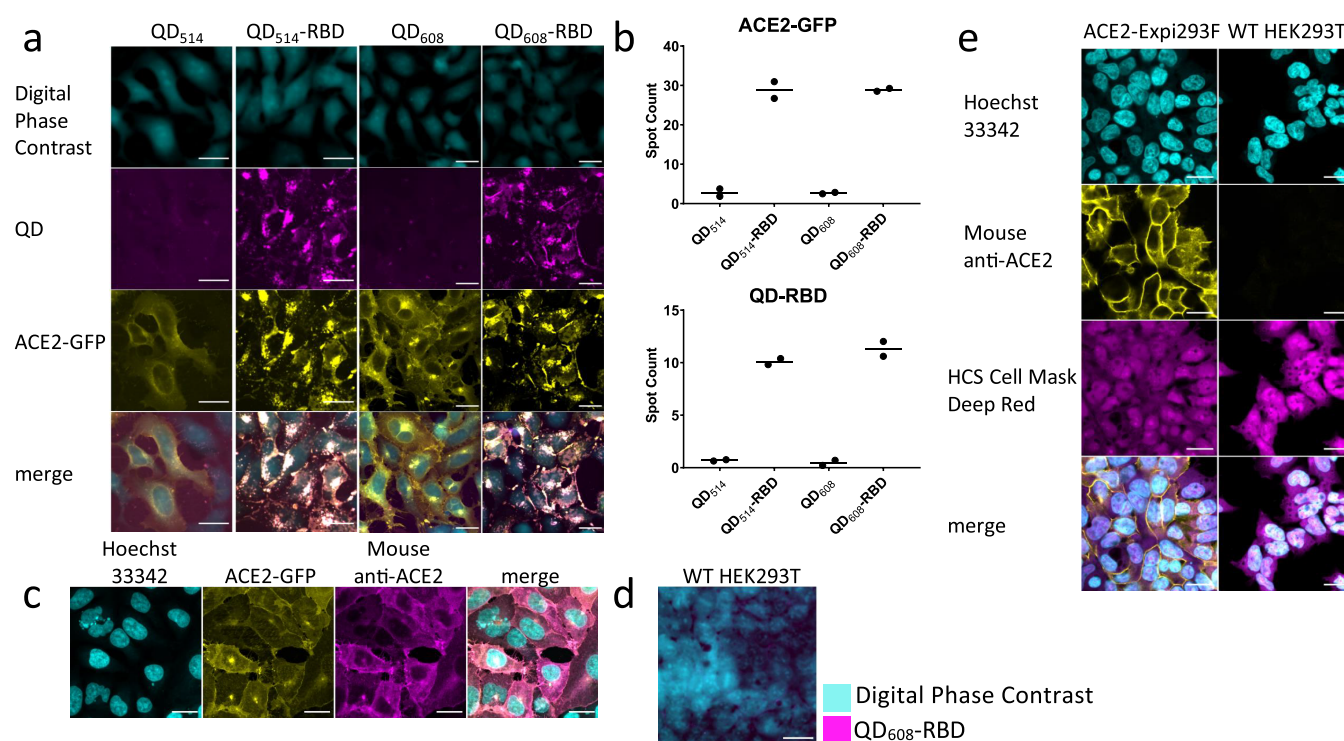 a
QD514 QD514-RBD QD608 QD608-RBD
Digital
Phase
Contrast
QD
ACE2-GFP
merge
b
ACE2-GFP
Spot Count
40
30
20
10
0
QD514 QD514-RBD QD608 QD608-RBD
QD-RBD
Spot Count
15
10
5
0
QD514 QD514-RBD QD608 QD608-RBD
c
Hoechst
33342
ACE2-GFP
Mouse
anti-ACE2
merge
d
WT HEK293T
Digital Phase Contrast
QD608-RBD
e
ACE2-Expi293F WT HEK293T
Hoechst
33342
Mouse
anti-ACE2
HCS Cell Mask
Deep Red
merge